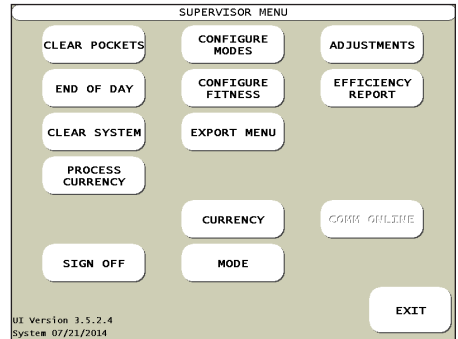 SUPERVISOR MENU
CLEAR POCKETS
CONFIGURE
MODES
ADJUSTMENTS
END OF DAY
CONFIGURE
FITNESS
EFFICIENCY
REPORT
CLEAR SYSTEM
EXPORT MENU
PROCESS
CURRENCY
CURRENCY
COMM ONLINE
SIGN OFF
MODE
EXIT
UI Version 3.5.2.4
System 07/21/2014